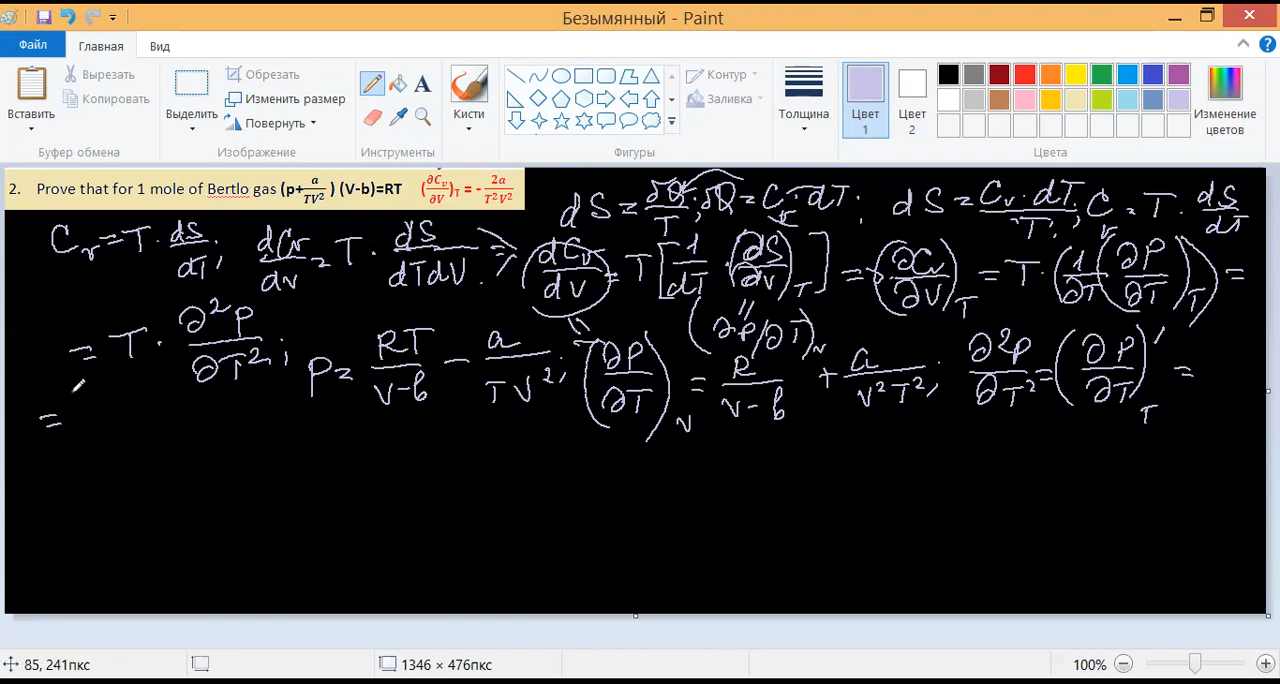 Безымянный - Paint
Файл Главная Вид
Вставить
Вырезать
Копировать
Буфер обмена
Выделить
Обрезать
Изменить размер
Повернуть
Изображение
Инструменты
Кисти
Контур
Заливка
Фигуры
Толщина
Цвет 1
Цвет 2
Изменение цветов
Цвета
2. Prove that for 1 mole of Bertlo gas (p+a/TV²) (V-b)=RT (∂Cv/∂V)T = - 2a/T²V²
dS = δQ/T; δQ = Cv·dT; dS = Cv·dT/T; Cv = T·dS/dT
Cv = T·dS/dT; dCv/dv = T·dS/dTdV => (dCv/dV) = T[1/dT·(dS/∂V)T] => (∂Cv/∂V)T = T·(1/∂T(∂P/∂T))T =
(∂P/∂T)v
= T·∂²P/∂T²; P = RT/v-b − a/TV²; (∂P/∂T)v = R/v-b + a/V²T²; ∂²P/∂T² = (∂P/∂T)'T =
=
85, 241пкс
1346 × 476пкс
100%